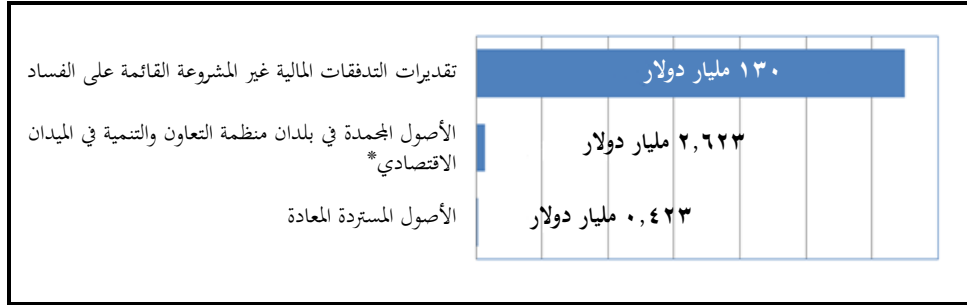 تقديرات التدفقات المالية غير المشروعة القائمة على الفساد
١٣٠ مليار دولار
الأصول المجمدة في بلدان منظمة التعاون والتنمية في الميدان
الاقتصادي*
٢,٦٢٣ مليار دولار
الأصول المستردة المعادة
٠,٤٢٣ مليار دولار